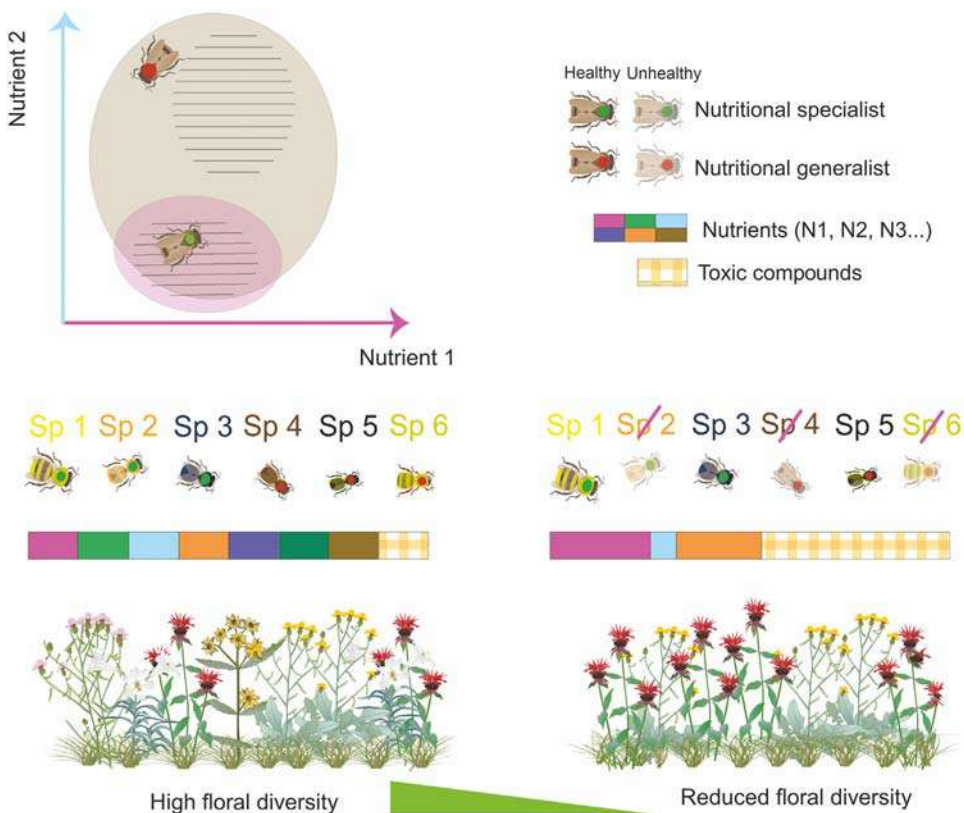 Nutrient 2
Nutrient 1
Healthy Unhealthy
Nutritional specialist
Nutritional generalist
Nutrients (N1, N2, N3...)
Toxic compounds
Sp 1 Sp 2 Sp 3 Sp 4 Sp 5 Sp 6
Sp 1 Sp 2 Sp 3 Sp 4 Sp 5 Sp 6
High floral diversity
Reduced floral diversity